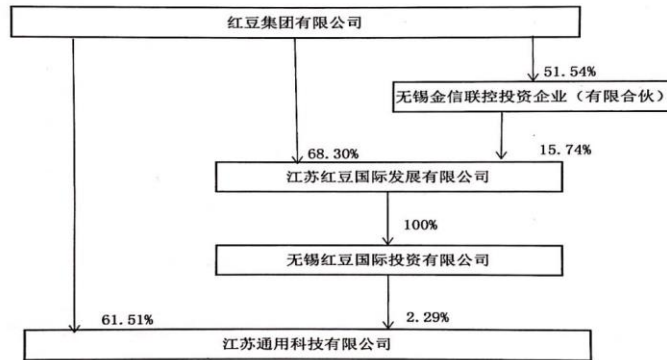 红豆集团有限公司
51.54%
无锡金信联控投资企业（有限合伙）
68.30%
15.74%
江苏红豆国际发展有限公司
100%
无锡红豆国际投资有限公司
61.51%
2.29%
江苏通用科技有限公司